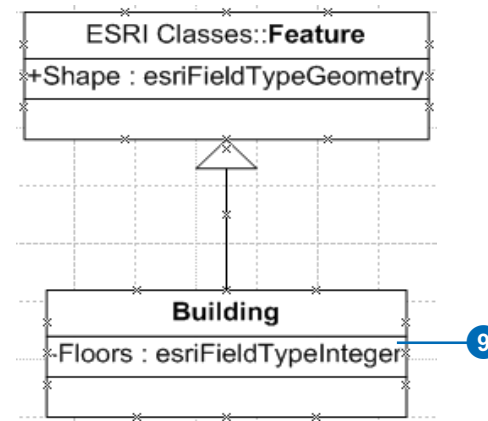 ESRI Classes::Feature
+Shape : esriFieldTypeGeometry
Building
-Floors : esriFieldTypeInteger
9